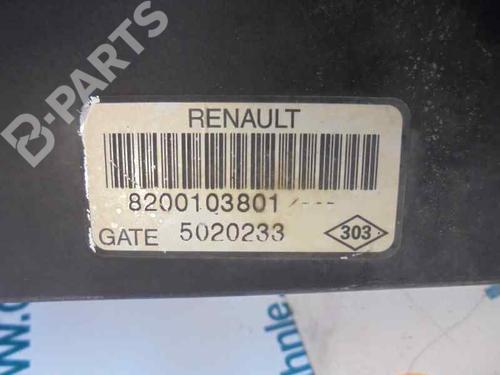 B-PARTS
RENAULT
8200103801 /---
GATE 5020233
303